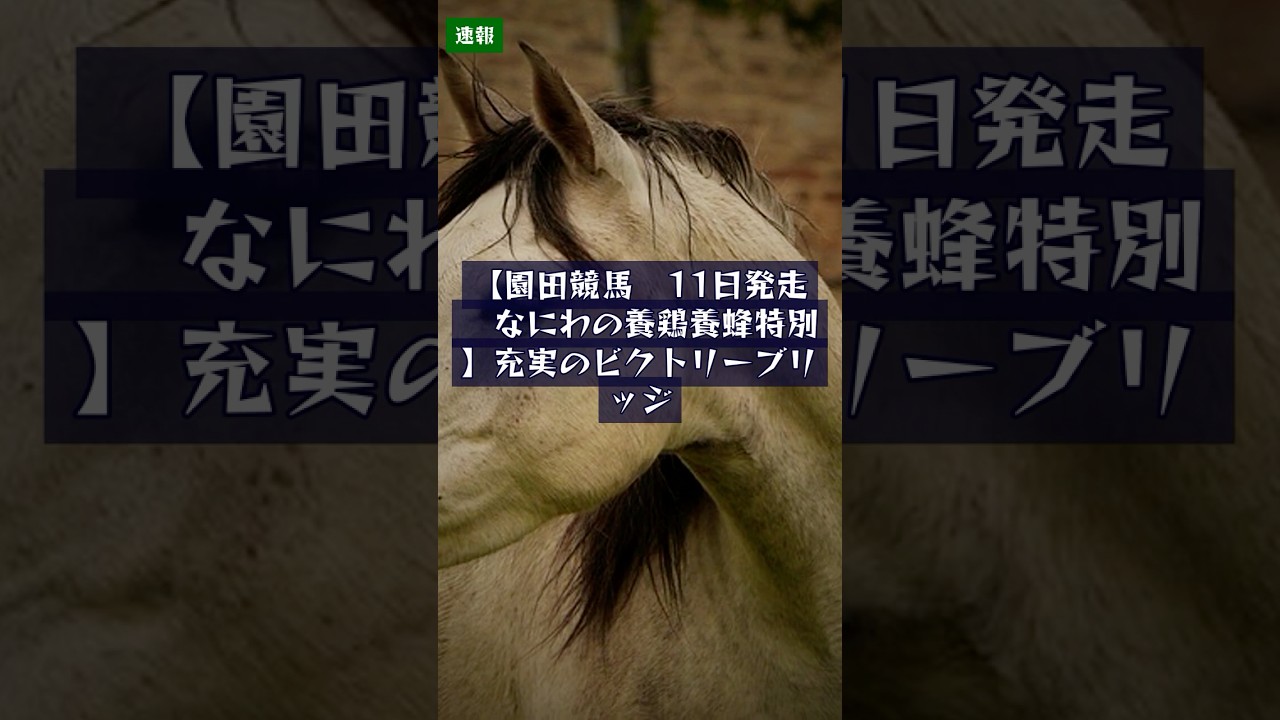 速報
【園田競馬　11日発走
なにわの養鶏養蜂特別
】充実のビクトリーブリ
ッジ